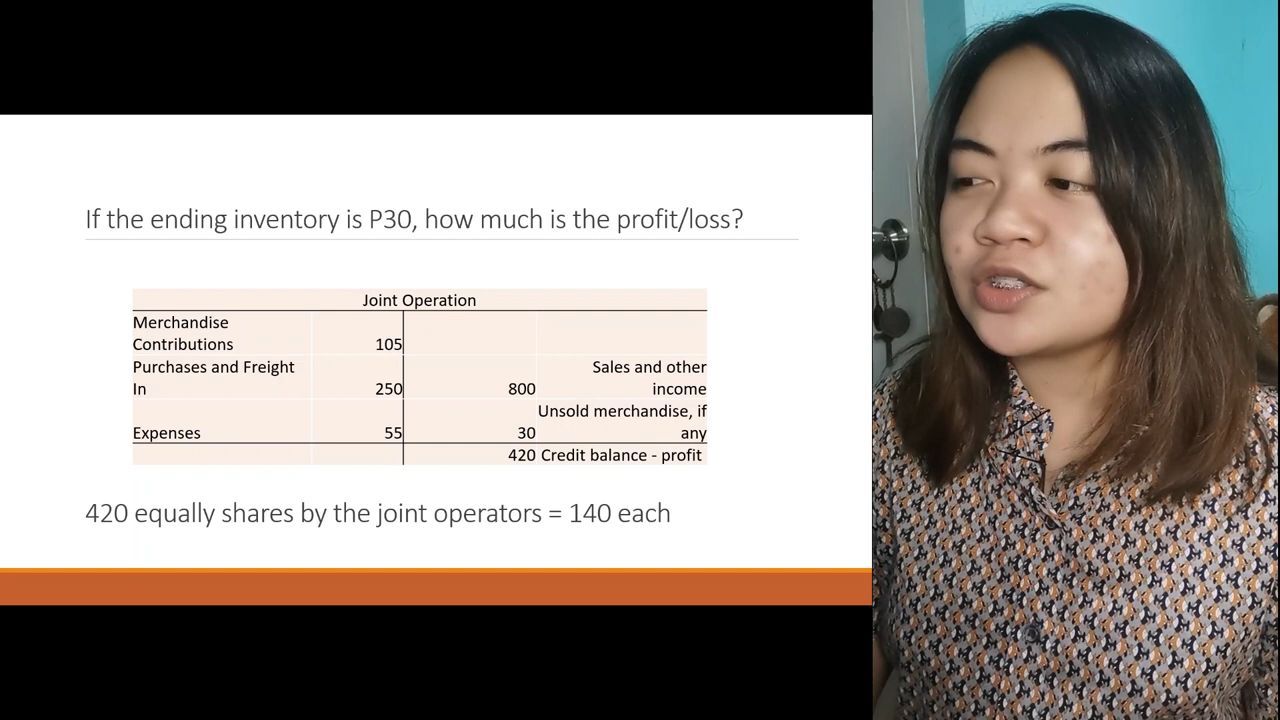 If the ending inventory is P30, how much is the profit/loss?
Joint Operation
Merchandise
Contributions 105
Purchases and Freight Sales and other
In 250 800 income
Unsold merchandise, if
Expenses 55 30 any
420 Credit balance - profit
420 equally shares by the joint operators = 140 each